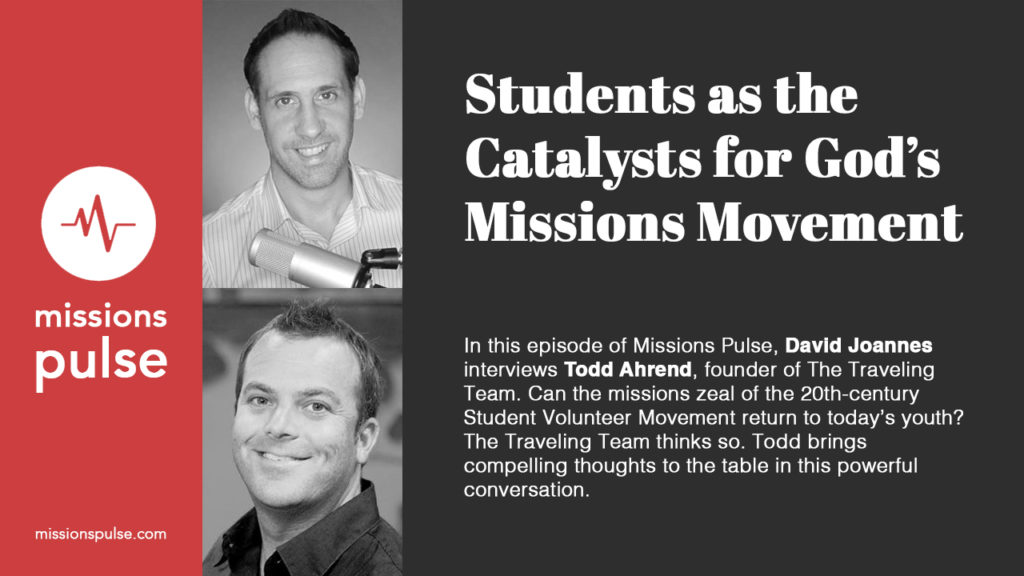 missions
pulse
missionspulse.com
Students as the
Catalysts for God’s
Missions Movement
In this episode of Missions Pulse, David Joannes
interviews Todd Ahrend, founder of The Traveling
Team. Can the missions zeal of the 20th-century
Student Volunteer Movement return to today’s youth?
The Traveling Team thinks so. Todd brings
compelling thoughts to the table in this powerful
conversation.